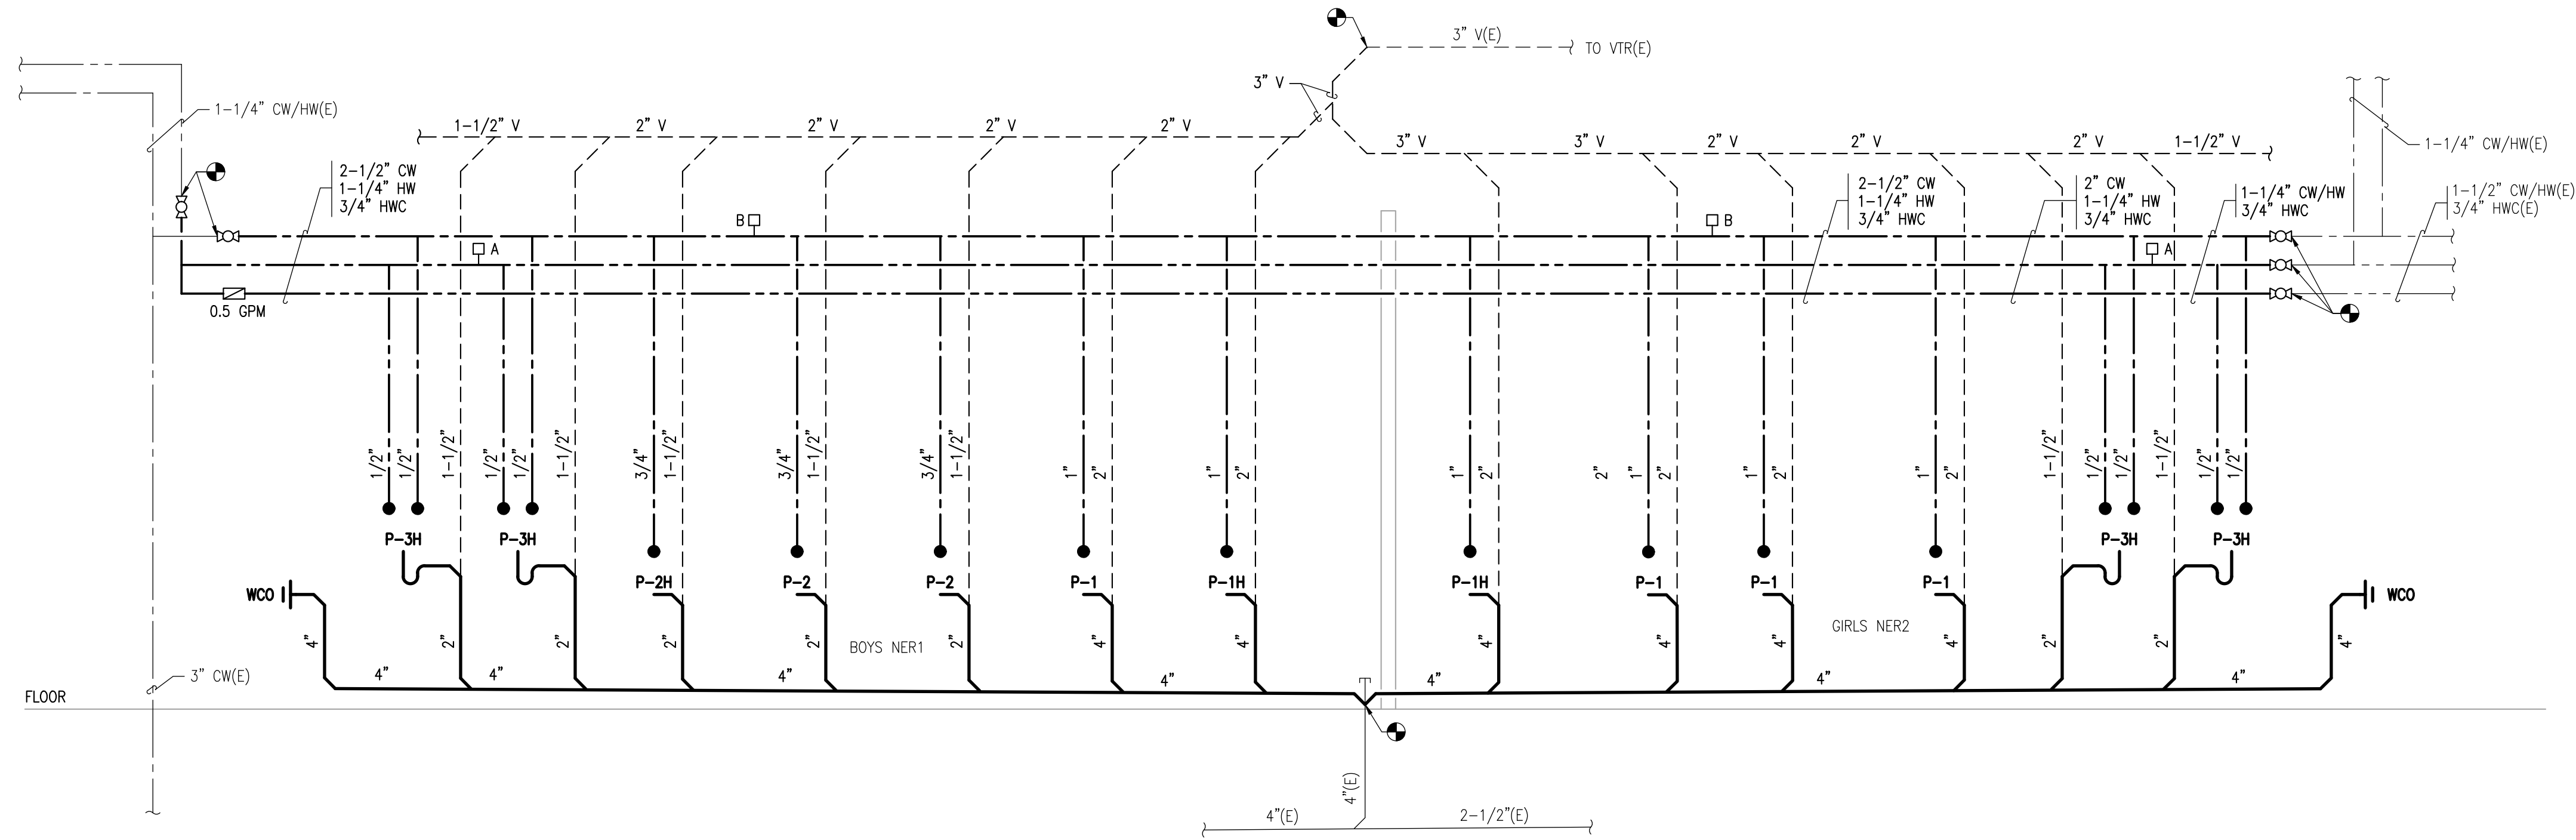 3” V(E)
TO VTR(E)
3” V
1-1/4” CW/HW(E)
1-1/2” V
2” V
2” V
2” V
2” V
3” V
3” V
2” V
2” V
2” V
1-1/2” V
1-1/4” CW/HW(E)
2-1/2” CW
1-1/4” HW
3/4” HWC
2-1/2” CW
1-1/4” HW
3/4” HWC
2” CW
1-1/4” HW
3/4” HWC
1-1/4” CW/HW
3/4” HWC
1-1/2” CW/HW(E)
3/4” HWC(E)
B
B
A
A
0.5 GPM
1/2”
1/2”
1-1/2”
1/2”
1/2”
1-1/2”
3/4”
1-1/2”
3/4”
1-1/2”
3/4”
1-1/2”
1”
2”
1”
2”
1”
2”
2”
1”
2”
1”
2”
1”
2”
1-1/2”
1/2”
1/2”
1-1/2”
1/2”
1/2”
P-3H
P-3H
P-3H
P-3H
P-2H
P-2
P-2
P-1
P-1H
P-1H
P-1
P-1
P-1
WCO
WCO
4”
2”
2”
2”
2”
2”
4”
4”
4”
4”
4”
4”
2”
2”
4”
BOYS NER1
GIRLS NER2
3” CW(E)
4”
4”
4”
4”
4”
4”
4”
FLOOR
4”(E)
4”(E)
2-1/2”(E)